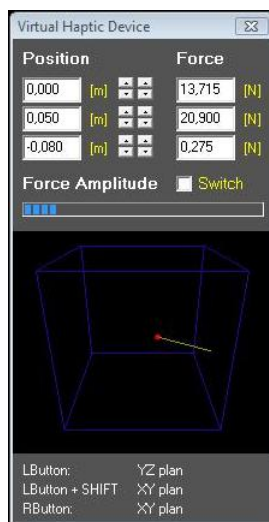 Virtual Haptic Device
Position Force
0,000 [m] 13,715 [N]
0,050 [m] 20,900 [N]
-0,080 [m] 0,275 [N]
Force Amplitude Switch
LButton: YZ plan
LButton + SHIFT XY plan
RButton: XY plan